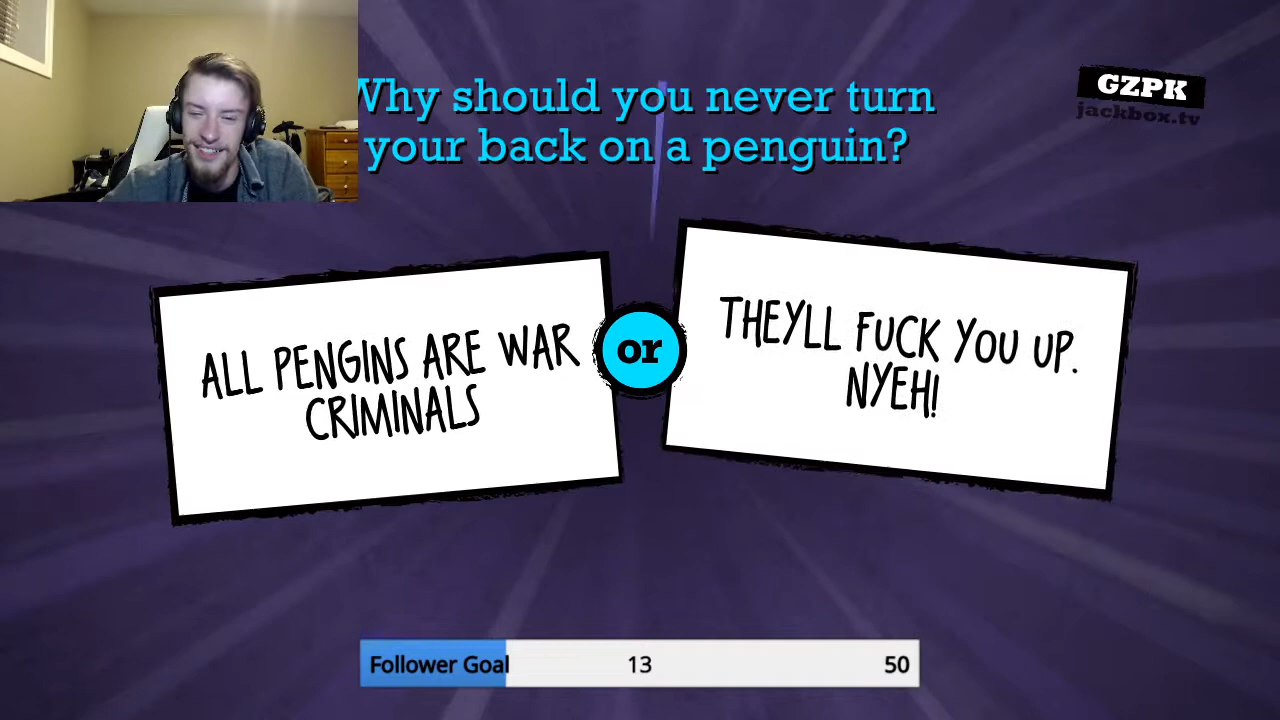 Why should you never turn
your back on a penguin?
GZPK
jackbox.tv
ALL PENGINS ARE WAR
CRIMINALS
or
THEYLL FUCK YOU UP.
NYEH!
Follower Goal 13 50